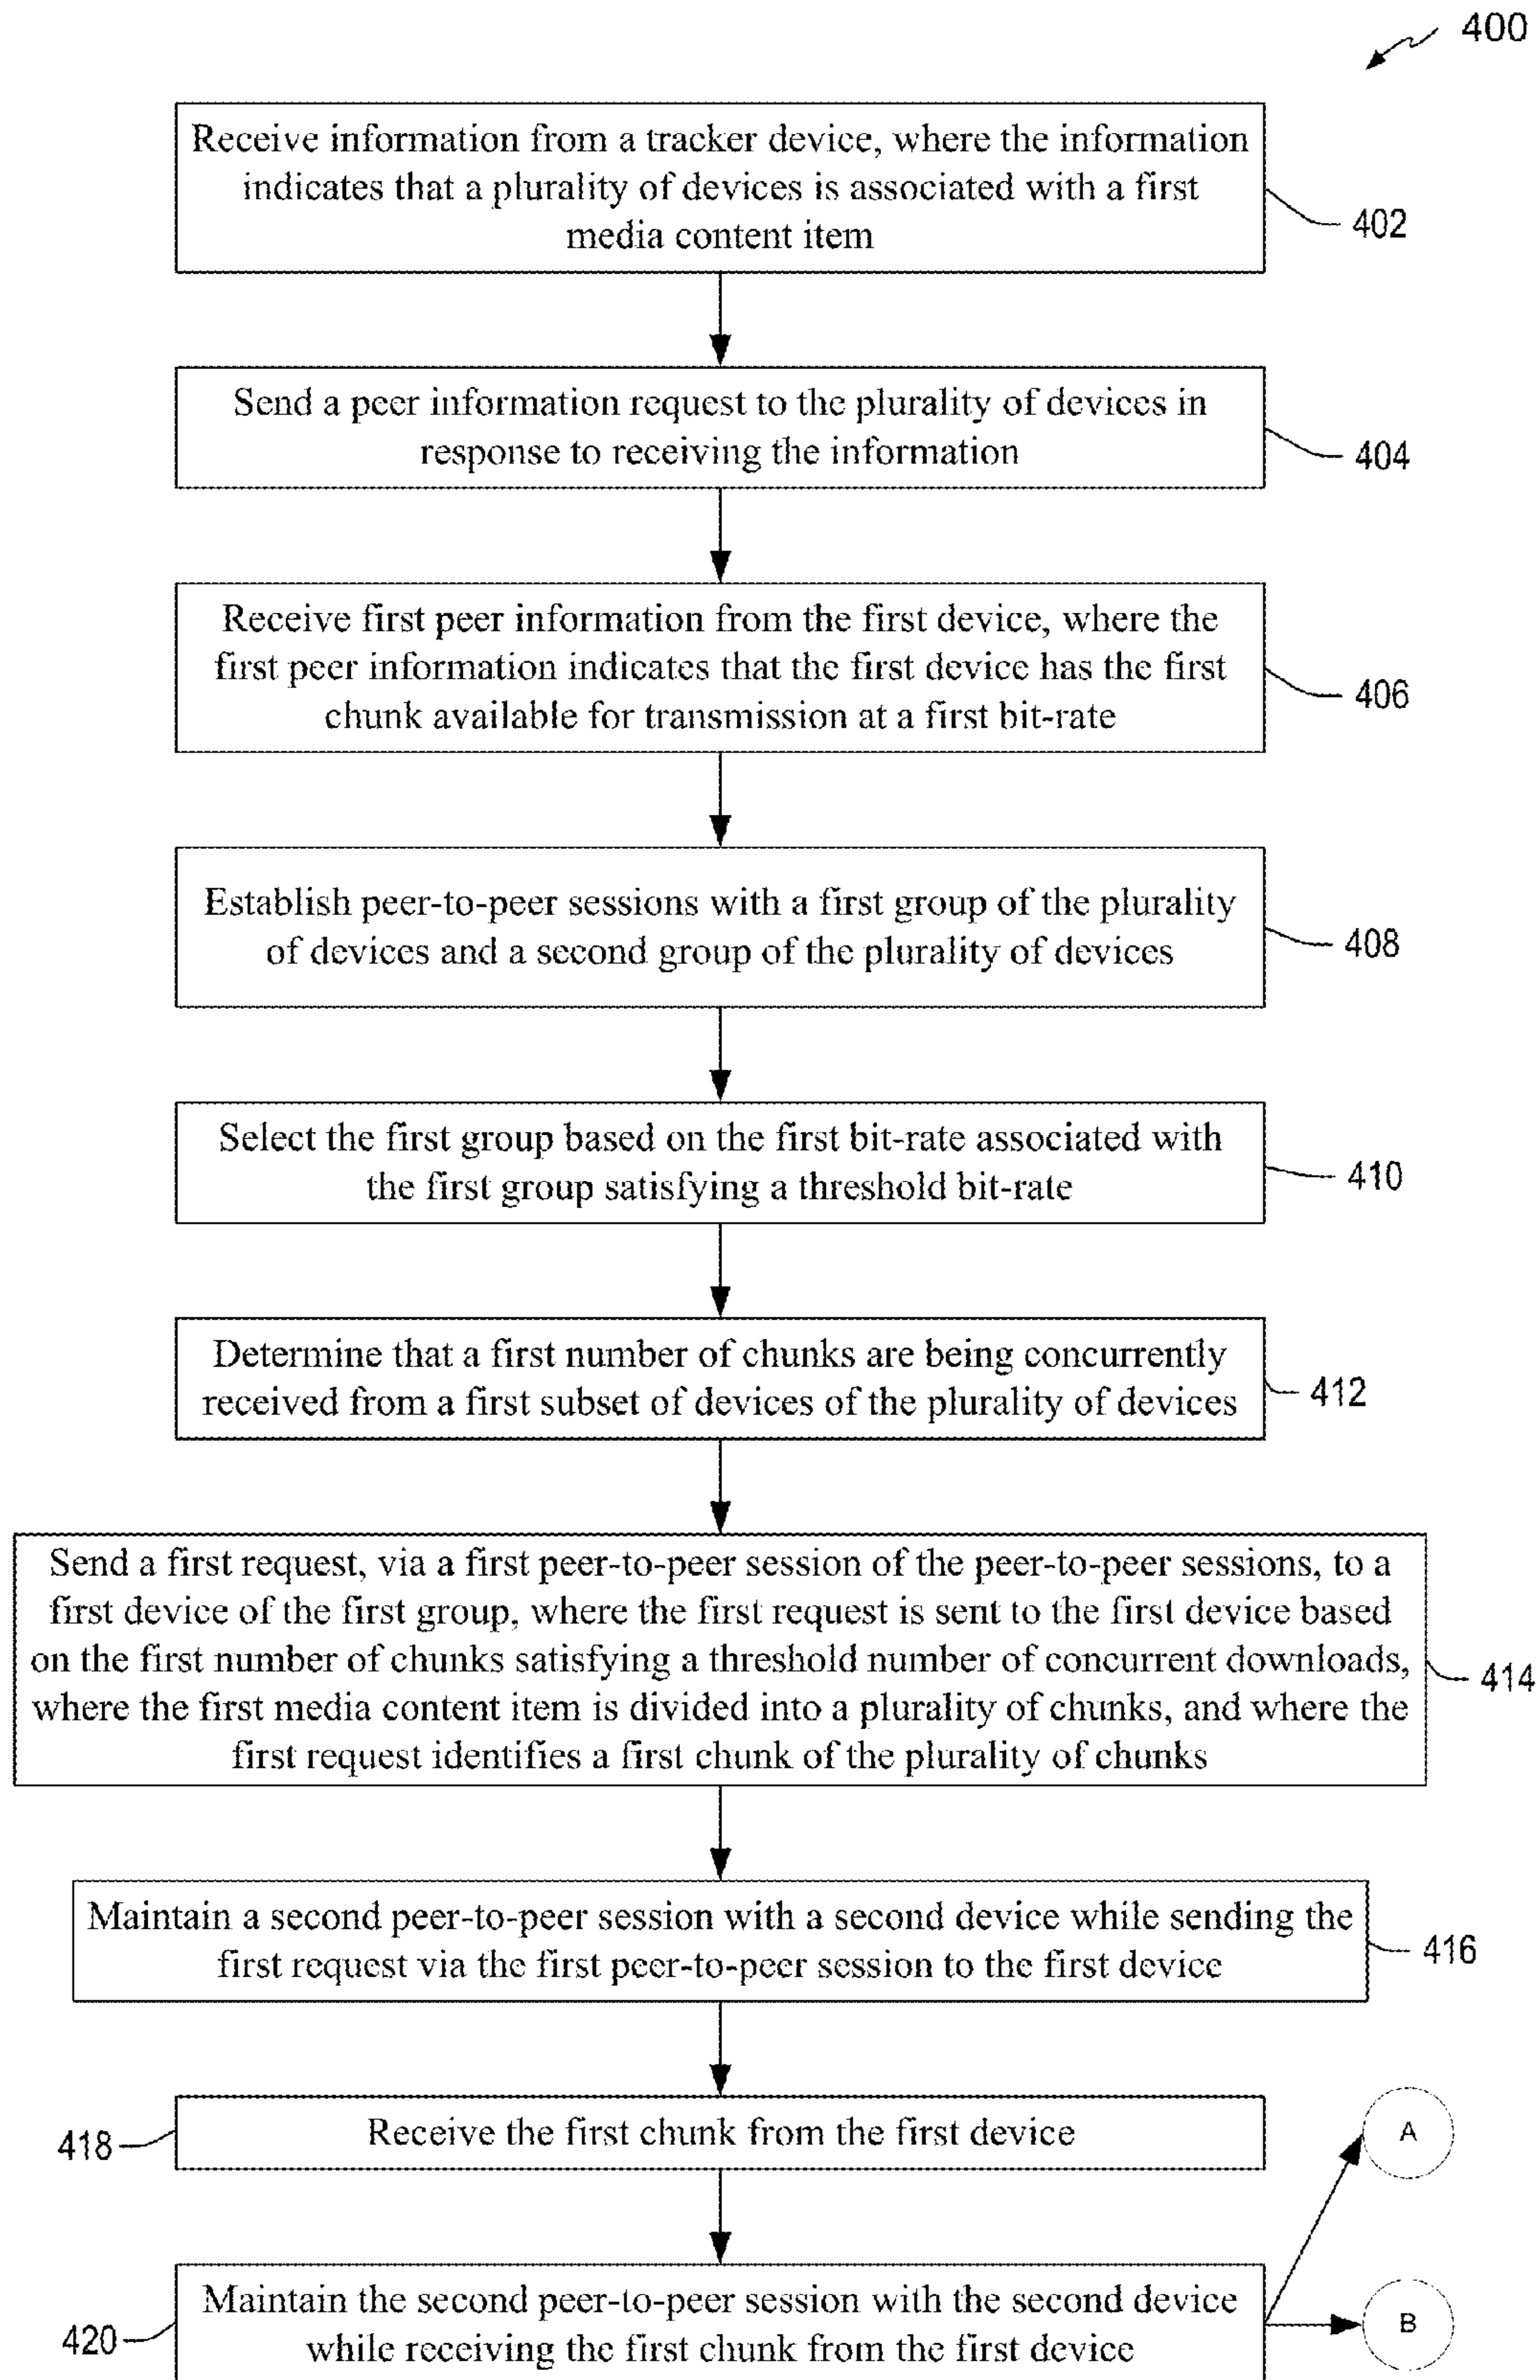 400
Receive information from a tracker device, where the information
indicates that a plurality of devices is associated with a first
media content item
402
Send a peer information request to the plurality of devices in
response to receiving the information
404
Receive first peer information from the first device, where the
first peer information indicates that the first device has the first
chunk available for transmission at a first bit-rate
406
Establish peer-to-peer sessions with a first group of the plurality
of devices and a second group of the plurality of devices
408
Select the first group based on the first bit-rate associated with
the first group satisfying a threshold bit-rate
410
Determine that a first number of chunks are being concurrently
received from a first subset of devices of the plurality of devices
412
Send a first request, via a first peer-to-peer session of the peer-to-peer sessions, to a
first device of the first group, where the first request is sent to the first device based
on the first number of chunks satisfying a threshold number of concurrent downloads,
where the first media content item is divided into a plurality of chunks, and where the
first request identifies a first chunk of the plurality of chunks
414
Maintain a second peer-to-peer session with a second device while sending the
first request via the first peer-to-peer session to the first device
416
418
Receive the first chunk from the first device
A
420
Maintain the second peer-to-peer session with the second device
while receiving the first chunk from the first device
B